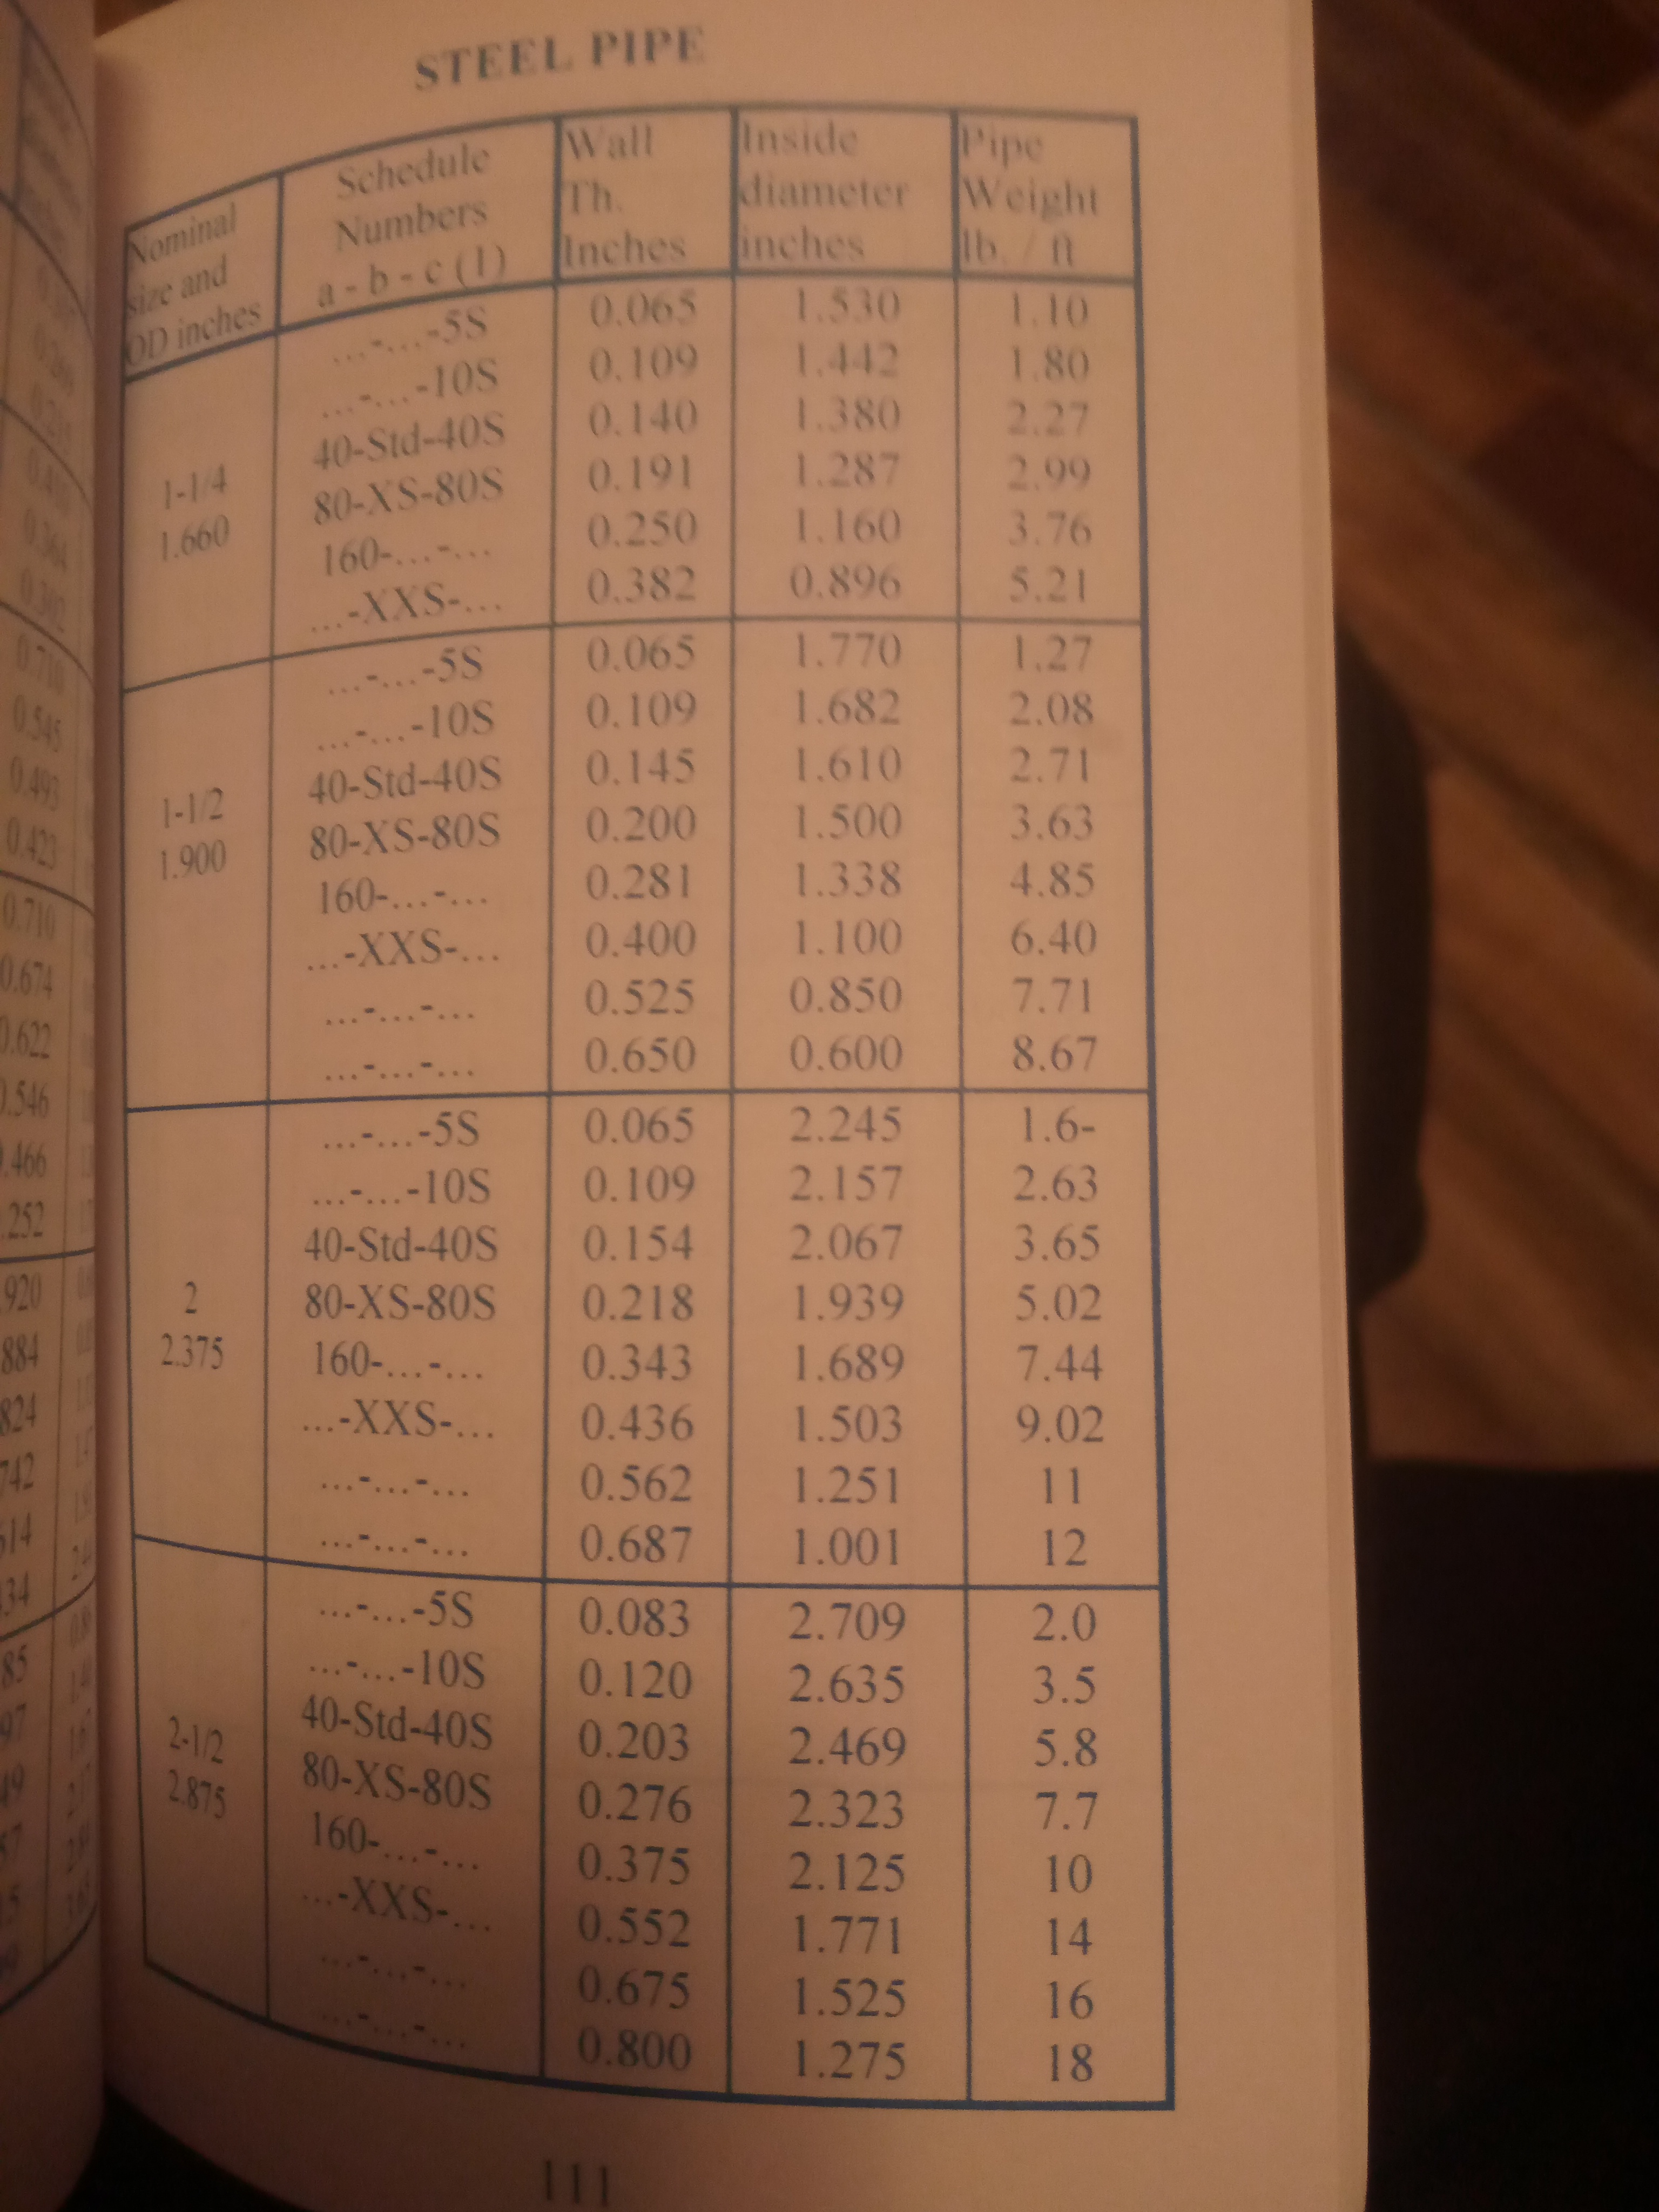 STEEL PIPE
Nominal size and OD inches | Schedule Numbers a - b - c (1) | Wall Th. Inches | Inside diameter inches | Pipe Weight lb. / ft
1-1/4
1.660
...-...-5S 0.065 1.530 1.10
...-...-10S 0.109 1.442 1.80
40-Std-40S 0.140 1.380 2.27
80-XS-80S 0.191 1.287 2.99
160-...-... 0.250 1.160 3.76
...-XXS-... 0.382 0.896 5.21
1-1/2
1.900
...-...-5S 0.065 1.770 1.27
...-...-10S 0.109 1.682 2.08
40-Std-40S 0.145 1.610 2.71
80-XS-80S 0.200 1.500 3.63
160-...-... 0.281 1.338 4.85
...-XXS-... 0.400 1.100 6.40
...-...-... 0.525 0.850 7.71
...-...-... 0.650 0.600 8.67
2
2.375
...-...-5S 0.065 2.245 1.6-
...-...-10S 0.109 2.157 2.63
40-Std-40S 0.154 2.067 3.65
80-XS-80S 0.218 1.939 5.02
160-...-... 0.343 1.689 7.44
...-XXS-... 0.436 1.503 9.02
...-...-... 0.562 1.251 11
...-...-... 0.687 1.001 12
2-1/2
2.875
...-...-5S 0.083 2.709 2.0
...-...-10S 0.120 2.635 3.5
40-Std-40S 0.203 2.469 5.8
80-XS-80S 0.276 2.323 7.7
160-...-... 0.375 2.125 10
...-XXS-... 0.552 1.771 14
...-...-... 0.675 1.525 16
...-...-... 0.800 1.275 18
111